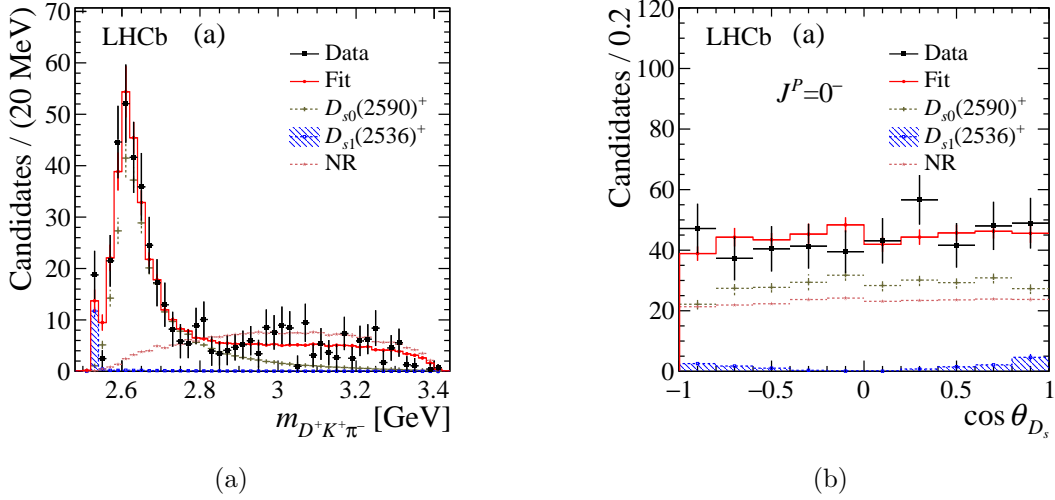 LHCb (a)
Data
Fit
D_{s0}(2590)^+
D_{s1}(2536)^+
NR
Candidates / (20 MeV)
70
60
50
40
30
20
10
0
2.6 2.8 3 3.2 3.4
m_{D^+K^+π^-} [GeV]
(a)
LHCb (a)
J^P=0^-
Data
Fit
D_{s0}(2590)^+
D_{s1}(2536)^+
NR
Candidates / 0.2
120
100
80
60
40
20
0
−1 −0.5 0 0.5 1
cos θ_{D_s}
(b)